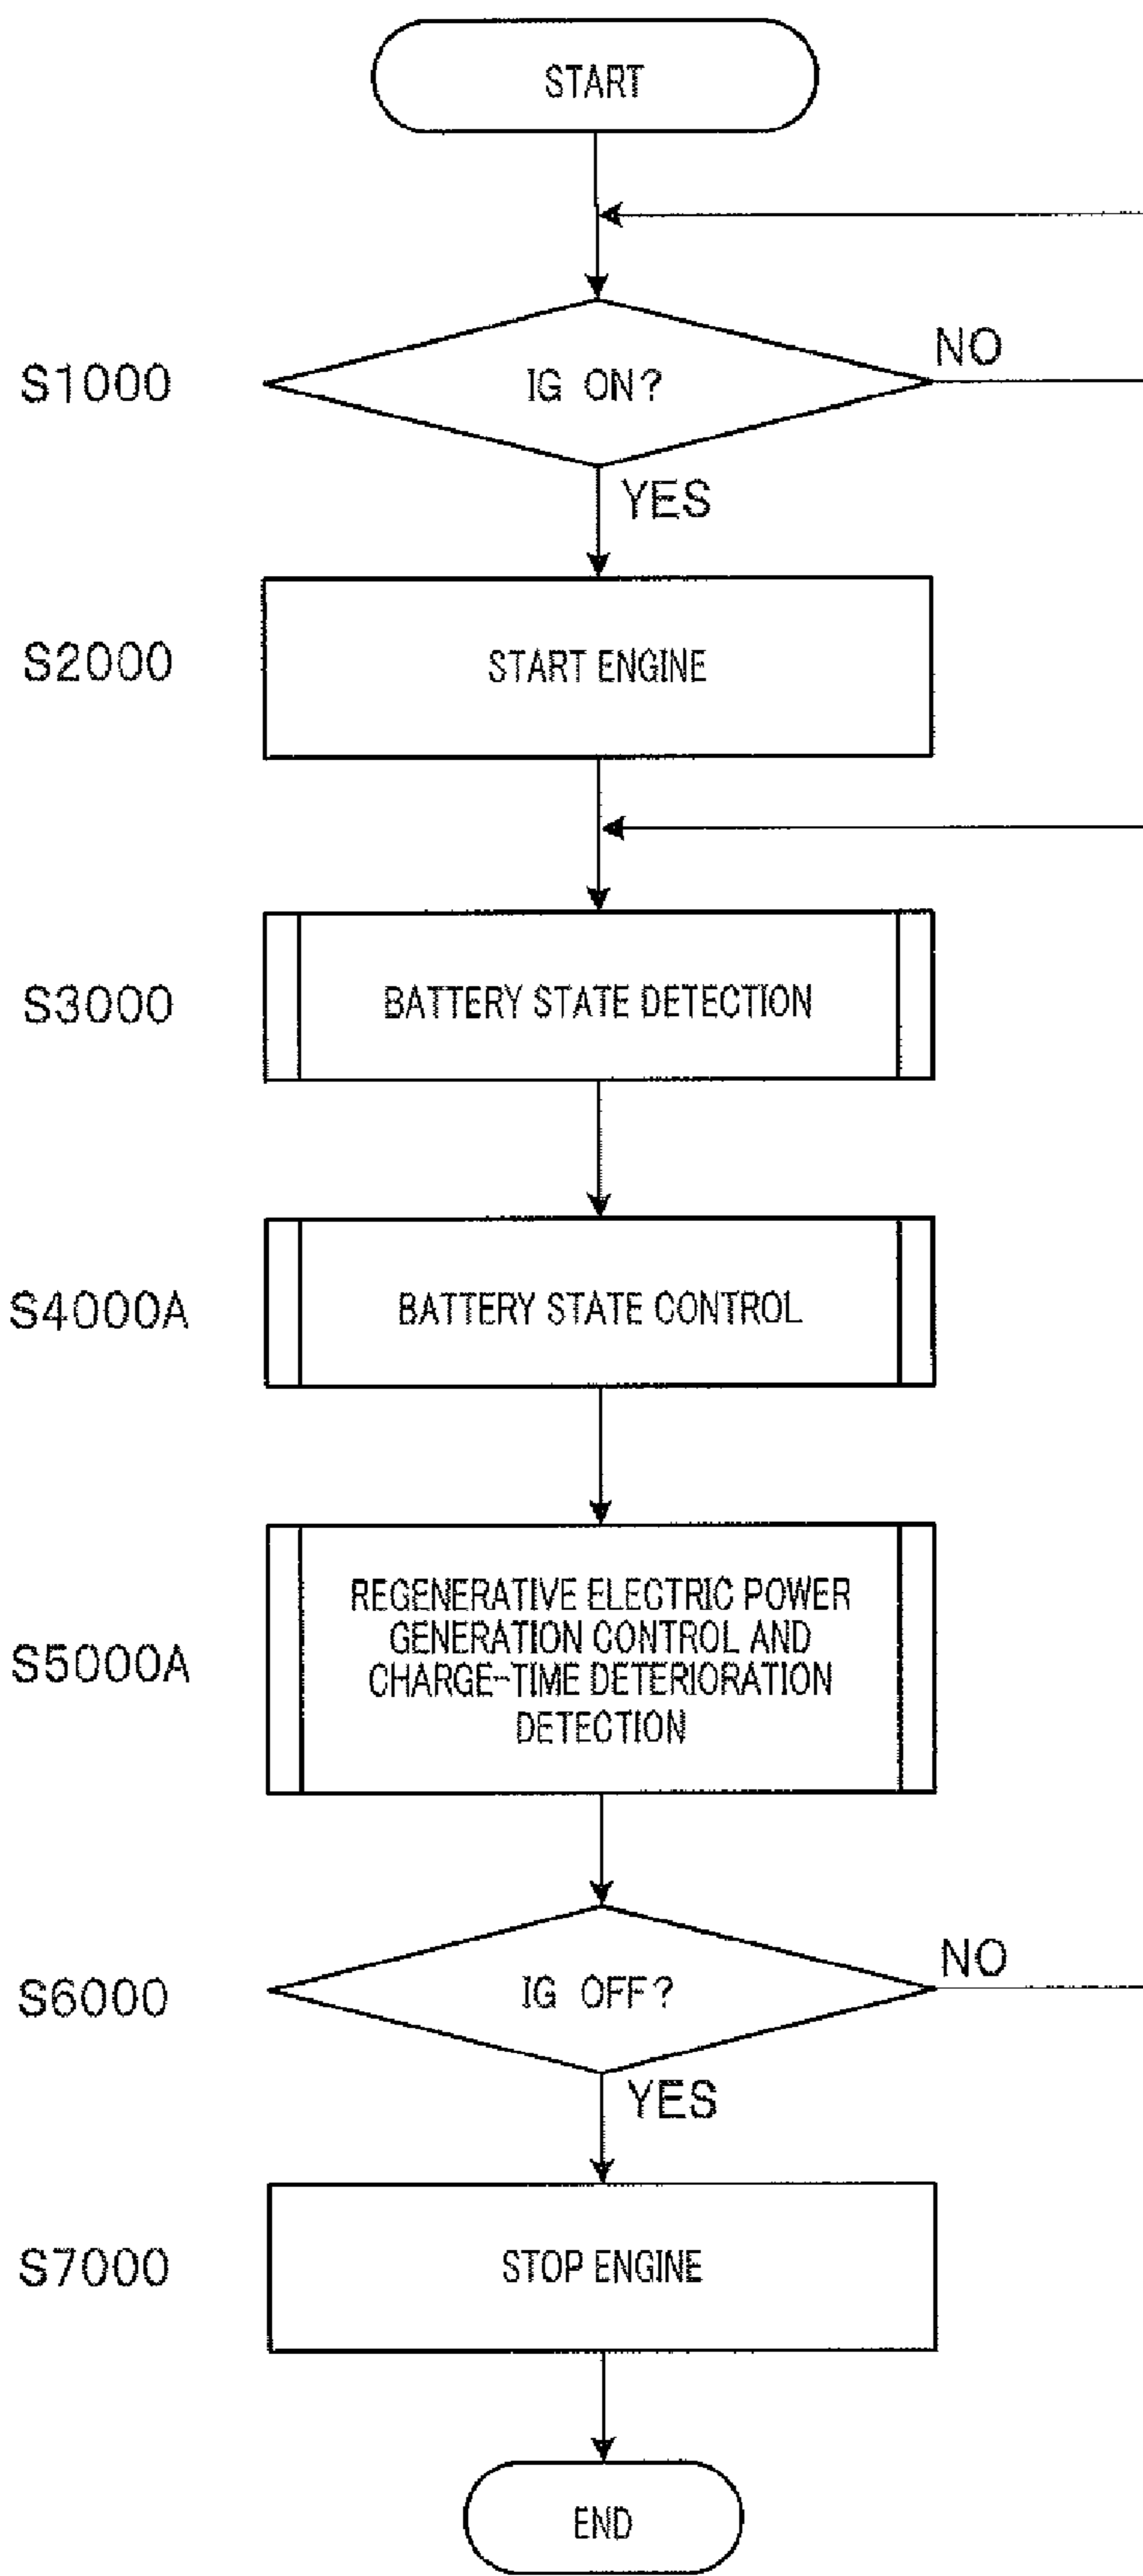 START
S1000
IG ON?
NO
YES
S2000
START ENGINE
S3000
BATTERY STATE DETECTION
S4000A
BATTERY STATE CONTROL
S5000A
REGENERATIVE ELECTRIC POWER
GENERATION CONTROL AND
CHARGE-TIME DETERIORATION
DETECTION
S6000
IG OFF?
NO
YES
S7000
STOP ENGINE
END